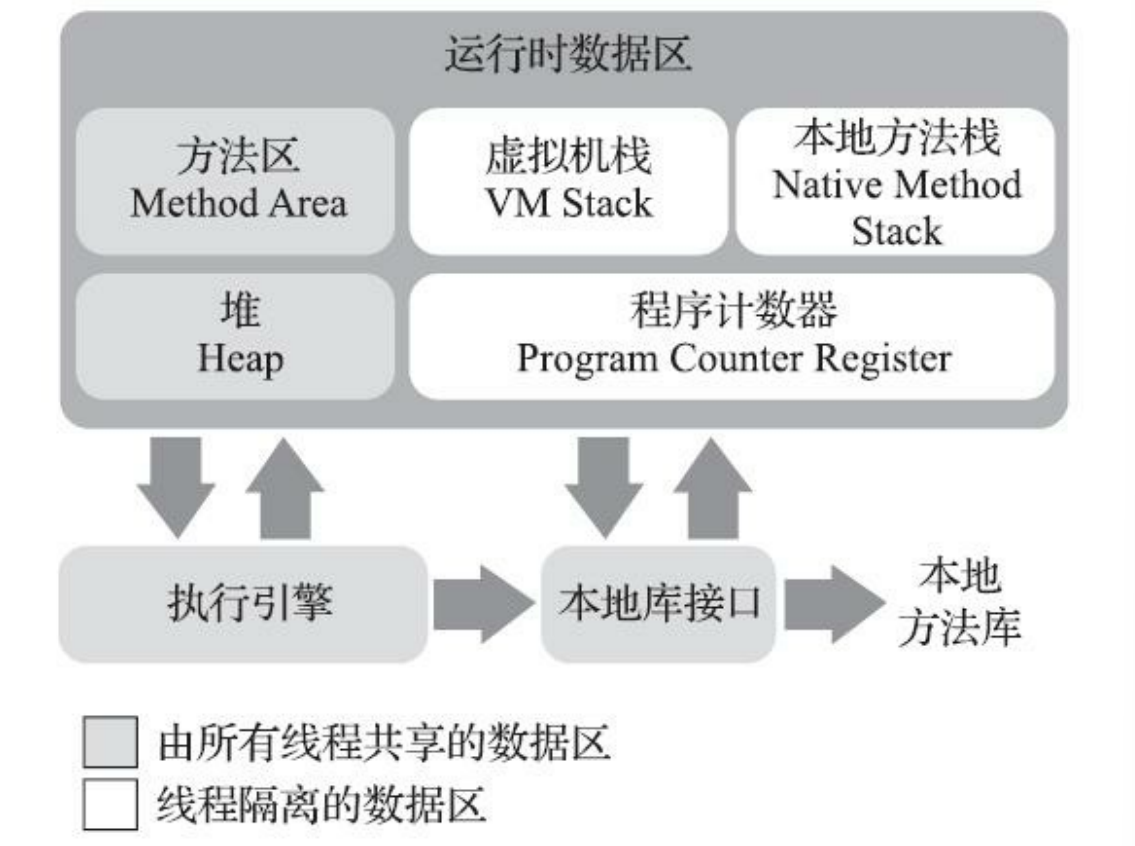 运行时数据区
方法区
Method Area
虚拟机栈
VM Stack
本地方法栈
Native Method
Stack
堆
Heap
程序计数器
Program Counter Register
执行引擎
本地库接口
本地
方法库
由所有线程共享的数据区
线程隔离的数据区